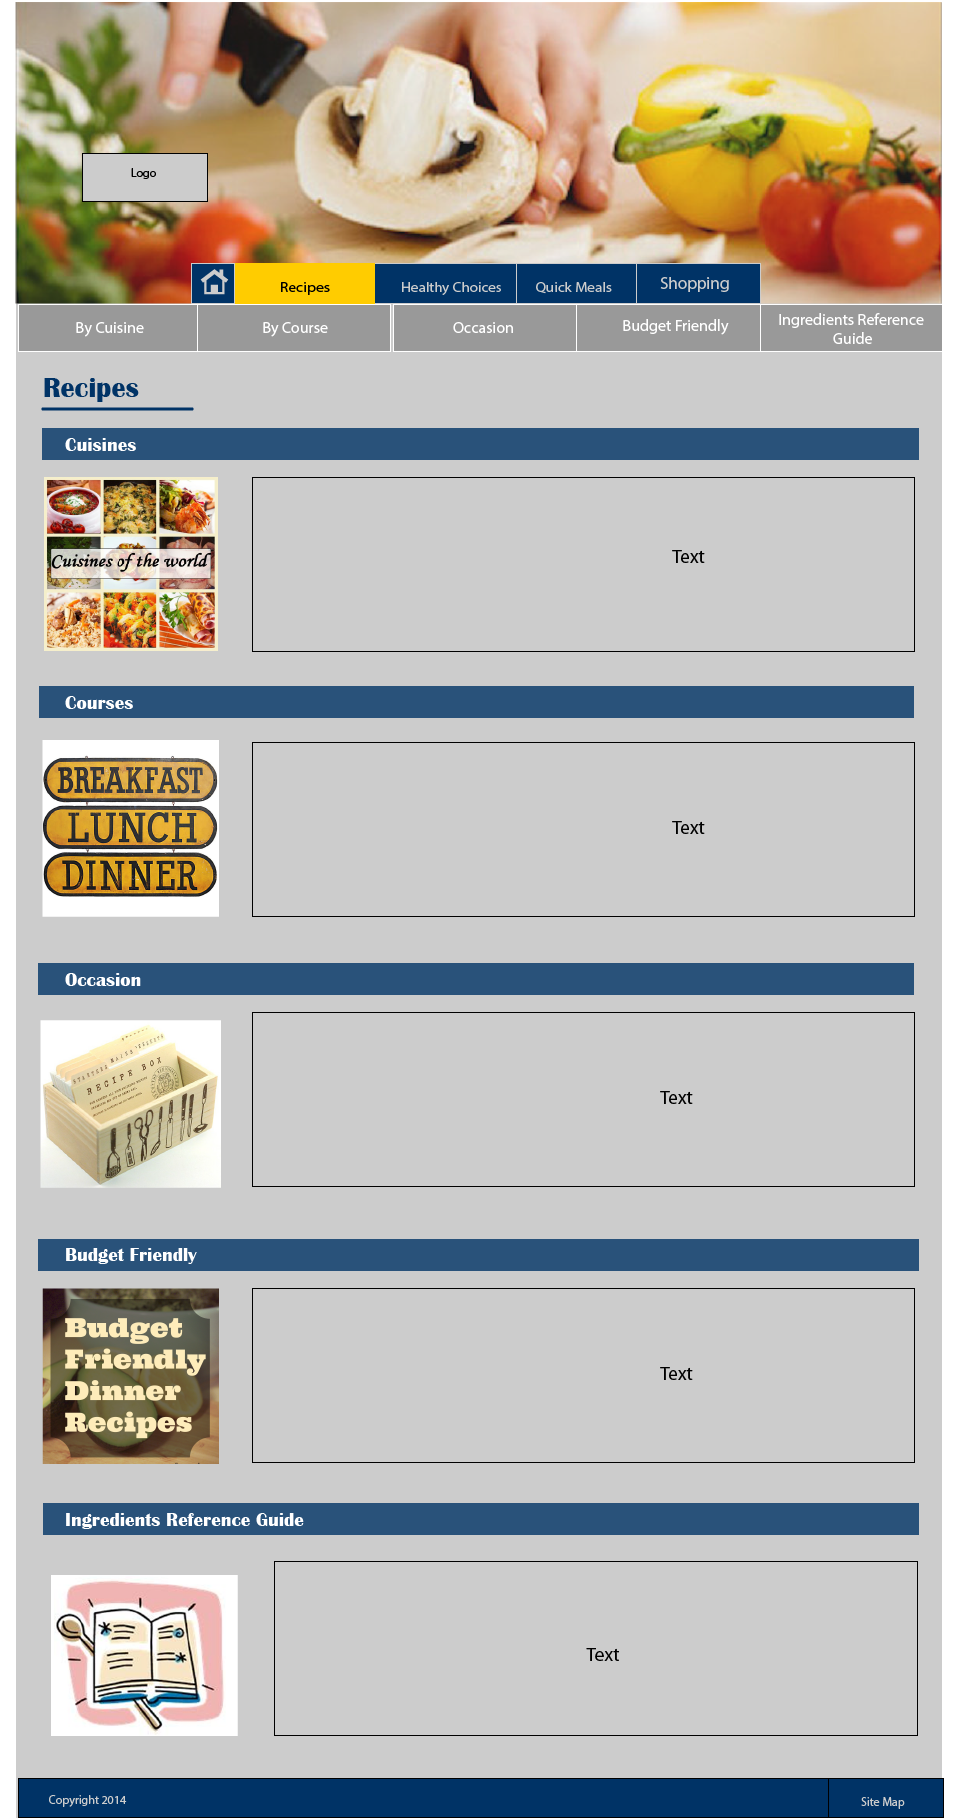 Logo
Recipes
Healthy Choices
Quick Meals
Shopping
By Cuisine
By Course
Occasion
Budget Friendly
Ingredients Reference
Guide
Recipes
Cuisines
Cuisines of the world
Text
Courses
BREAKFAST
LUNCH
DINNER
Text
Occasion
RECIPE BOX
Text
Budget Friendly
Budget
Friendly
Dinner
Recipes
Text
Ingredients Reference Guide
Text
Copyright 2014
Site Map